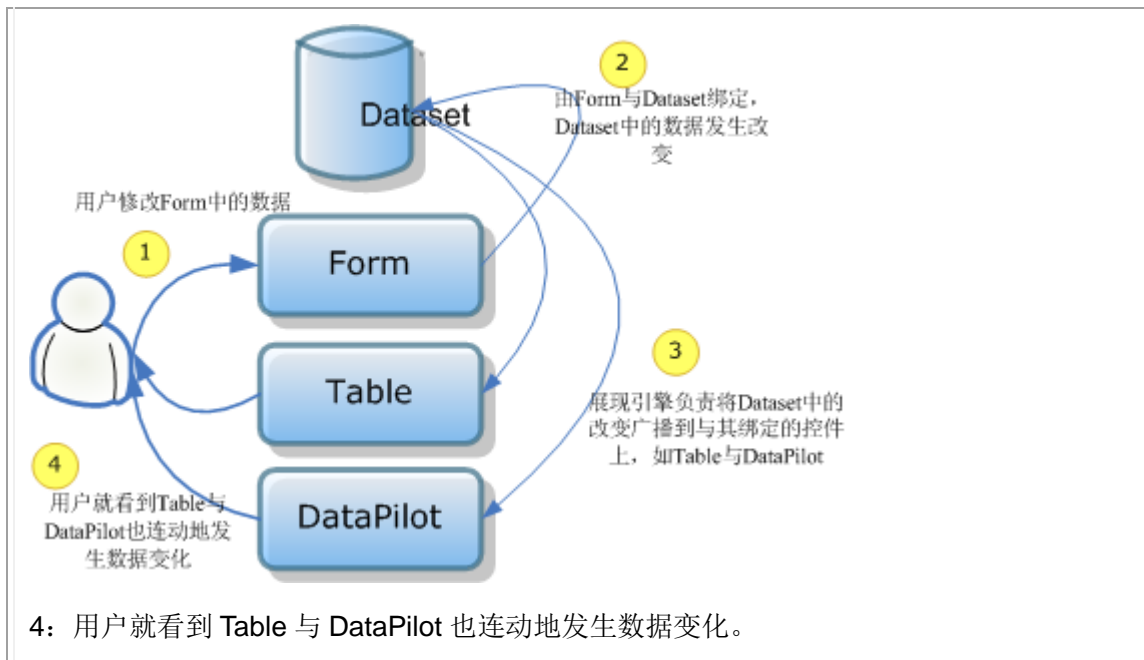 Dataset
2
由Form与Dataset绑定，
Dataset中的数据发生改
变
用户修改Form中的数据
1
Form
3
Table
展现引擎负责将Dataset中的
改变广播到与其绑定的控件
上，如Table与DataPilot
4
用户就看到Table与
DataPilot也连动地发
生数据变化
DataPilot
4：用户就看到 Table 与 DataPilot 也连动地发生数据变化。